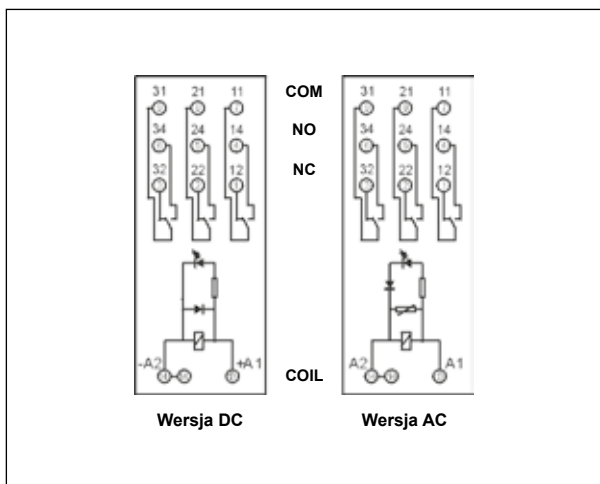 31 21 11 COM 31 21 11
34 24 14 NO 34 24 14
32 22 12 NC 32 22 12
-A2 +A1 COIL A2 A1
Wersja DC Wersja AC